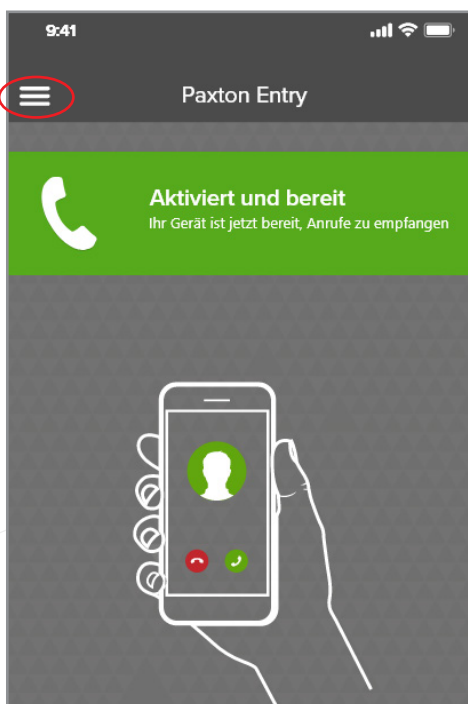 9:41
Paxton Entry
Aktiviert und bereit
Ihr Gerät ist jetzt bereit, Anrufe zu empfangen